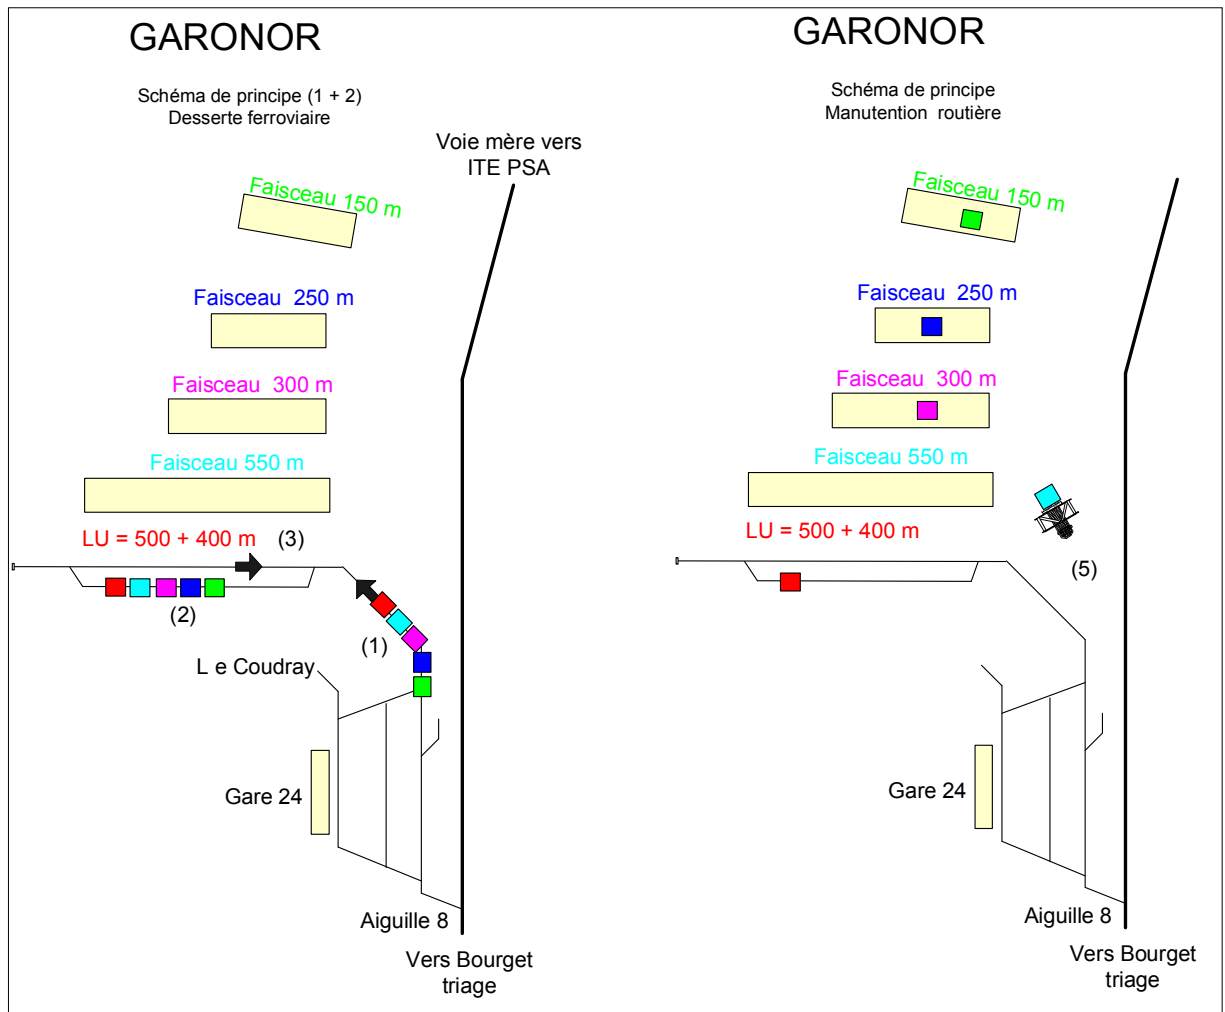 GARONOR
Schéma de principe (1 + 2)
Desserte ferroviaire
Voie mère vers
ITE PSA
Faisceau 150 m
Faisceau 250 m
Faisceau 300 m
Faisceau 550 m
LU = 500 + 400 m
(3)
(2)
(1)
L e Coudray
Gare 24
Aiguille 8
Vers Bourget
triage
GARONOR
Schéma de principe
Manutention routière
Faisceau 150 m
Faisceau 250 m
Faisceau 300 m
Faisceau 550 m
LU = 500 + 400 m
(5)
Gare 24
Aiguille 8
Vers Bourget
triage